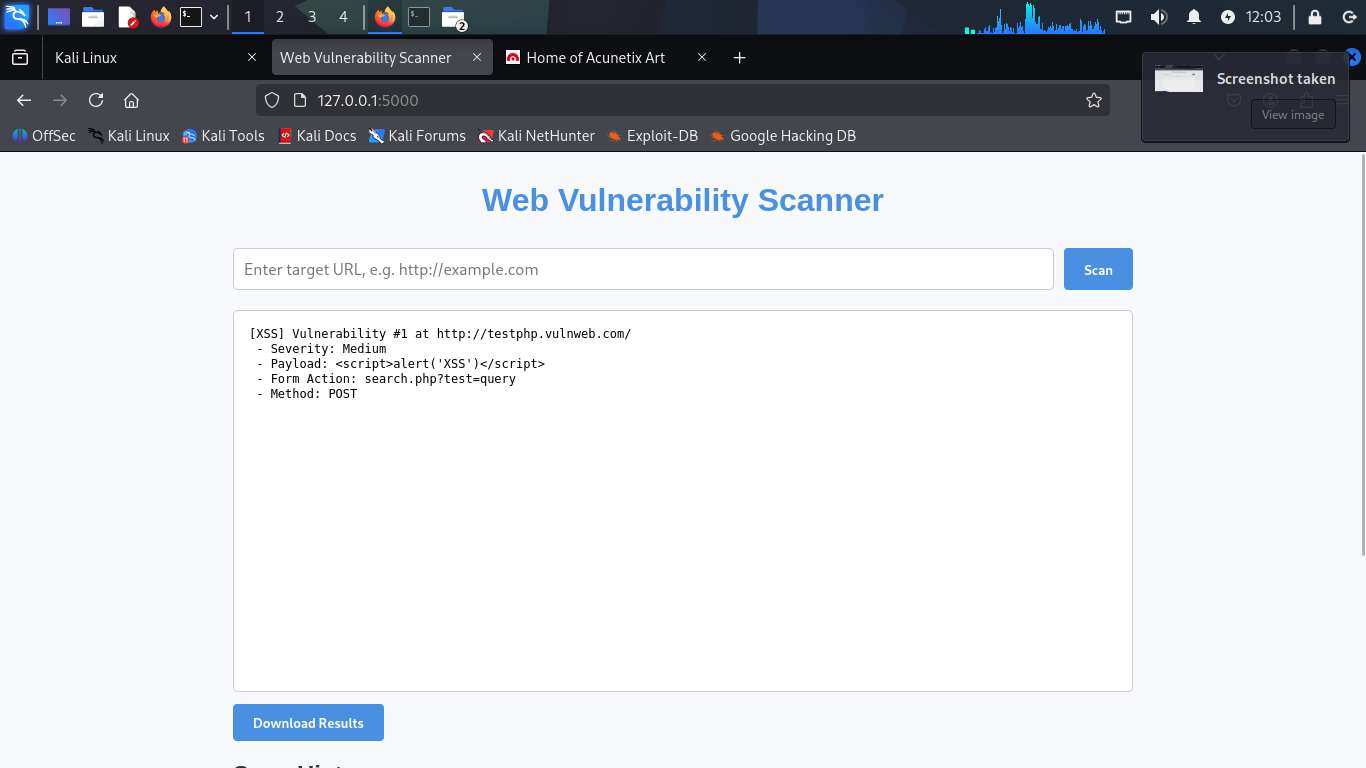 1 2 3 4 2 12:03
Kali Linux Web Vulnerability Scanner Home of Acunetix Art
Screenshot taken
127.0.0.1:5000
View image
OffSec Kali Linux Kali Tools Kali Docs Kali Forums Kali NetHunter Exploit-DB Google Hacking DB
Web Vulnerability Scanner
Enter target URL, e.g. http://example.com Scan
[XSS] Vulnerability #1 at http://testphp.vulnweb.com/
- Severity: Medium
- Payload: <script>alert('XSS')</script>
- Form Action: search.php?test=query
- Method: POST
Download Results